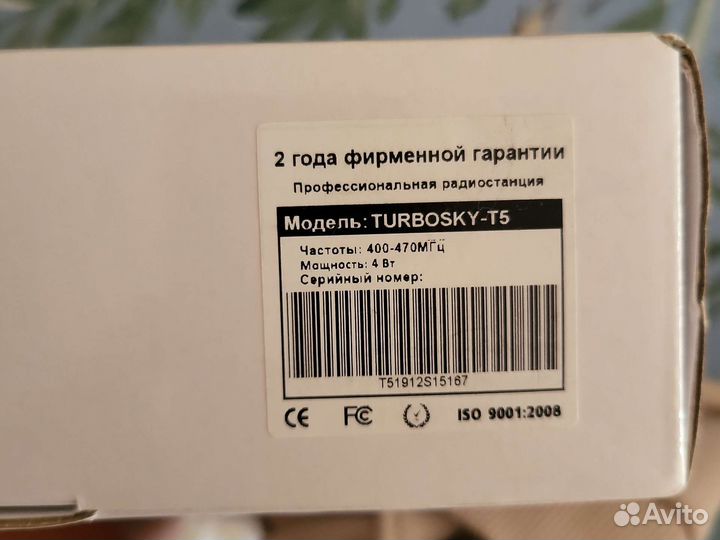 2 года фирменной гарантии
Профессиональная радиостанция
Модель: TURBOSKY-T5
Частоты: 400-470МГц
Мощность: 4 Вт
Серийный номер:
T51912S15167
CE FC ISO 9001:2008
Avito